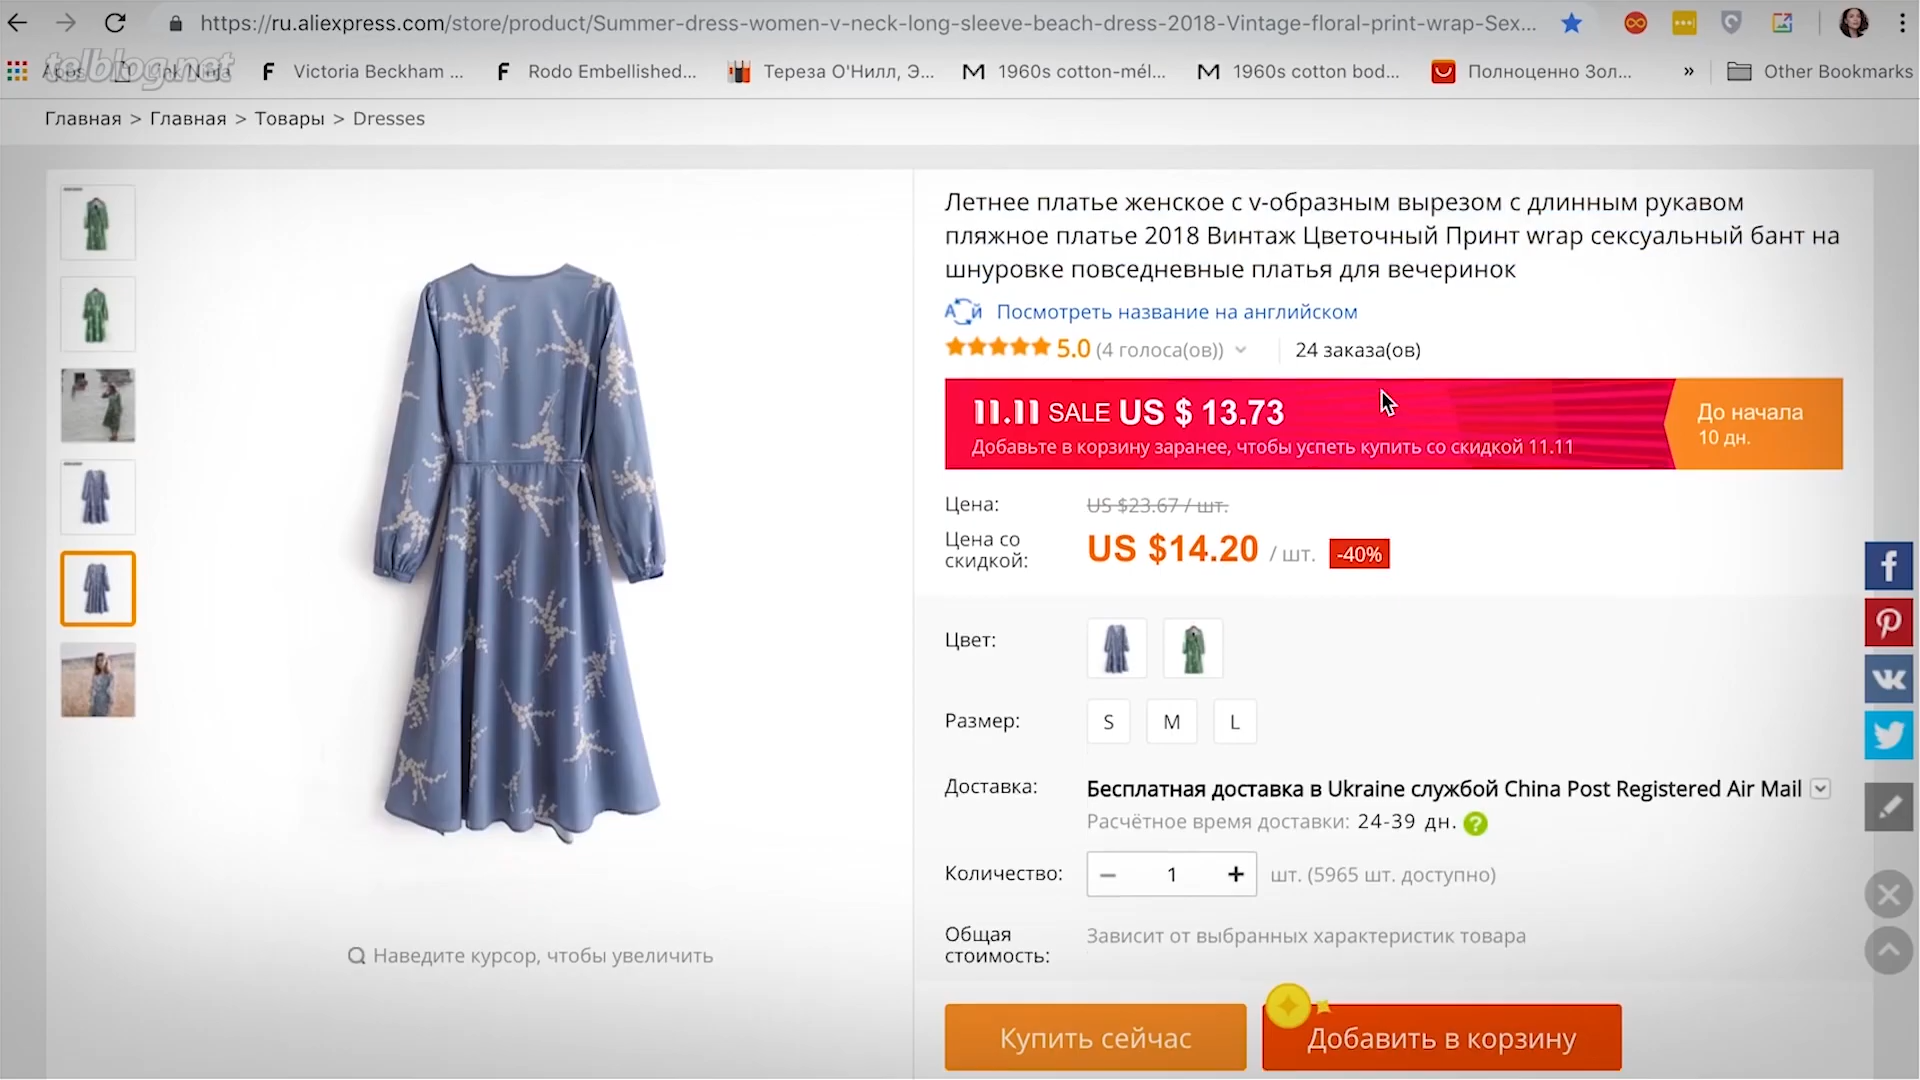 https://ru.aliexpress.com/store/product/Summer-dress-women-v-neck-long-sleeve-beach-dress-2018-Vintage-floral-print-wrap-Sex...
telblog.net
Victoria Beckham ...
Rodo Embellished...
Тереза О'Нилл, Э...
1960s cotton-mél...
1960s cotton bod...
Полноценно Зол...
»
Other Bookmarks
Главная > Главная > Товары > Dresses
Летнее платье женское с v-образным вырезом с длинным рукавом
пляжное платье 2018 Винтаж Цветочный Принт wrap сексуальный бант на
шнуровке повседневные платья для вечеринок
Посмотреть название на английском
5.0 (4 голоса(ов)) 24 заказа(ов)
11.11 SALE US $ 13.73
Добавьте в корзину заранее, чтобы успеть купить со скидкой 11.11
До начала
10 дн.
Цена: US $23.67 / шт.
Цена со
скидкой: US $14.20 / шт. -40%
Цвет:
Размер: S M L
Доставка: Бесплатная доставка в Ukraine службой China Post Registered Air Mail
Расчётное время доставки: 24-39 дн. ?
Количество: − 1 + шт. (5965 шт. доступно)
Общая
стоимость: Зависит от выбранных характеристик товара
Наведите курсор, чтобы увеличить
Купить сейчас
Добавить в корзину